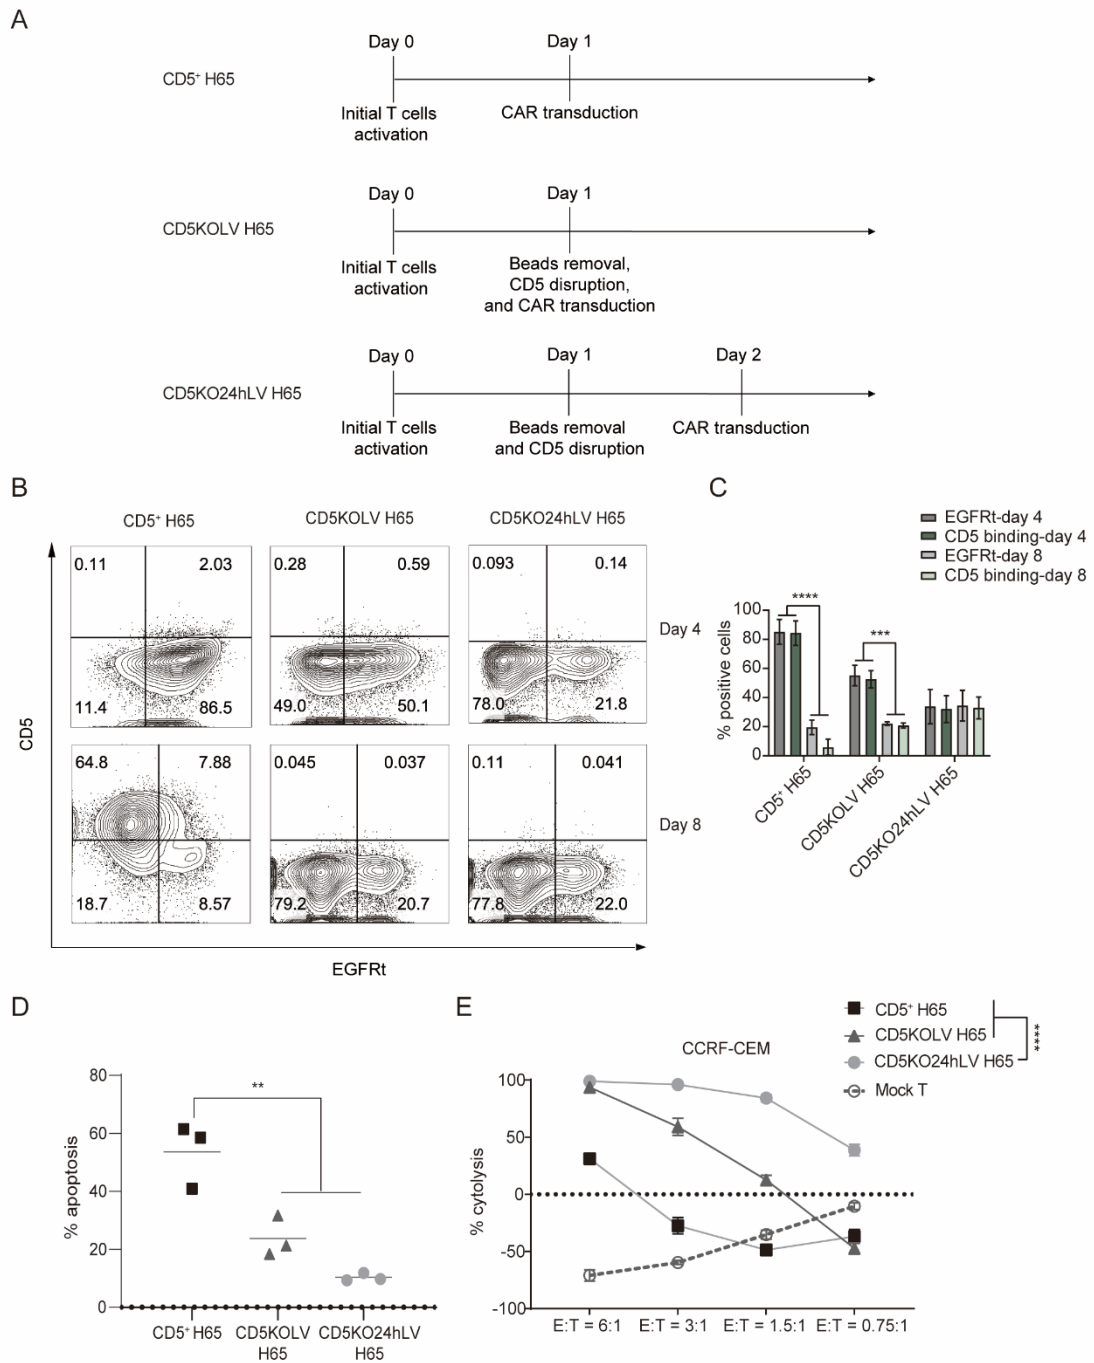 A
Day 0 Day 1
CD5+ H65
Initial T cells
activation
CAR transduction
Day 0 Day 1
CD5KOLV H65
Initial T cells
activation
Beads removal,
CD5 disruption,
and CAR transduction
Day 0 Day 1 Day 2
CD5KO24hLV H65
Initial T cells
activation
Beads removal
and CD5 disruption
CAR transduction
B
CD5+ H65 CD5KOLV H65 CD5KO24hLV H65
0.11 2.03 0.28 0.59 0.093 0.14
Day 4
11.4 86.5 49.0 50.1 78.0 21.8
CD5
64.8 7.88 0.045 0.037 0.11 0.041
Day 8
18.7 8.57 79.2 20.7 77.8 22.0
EGFRt
C
EGFRt-day 4
CD5 binding-day 4
EGFRt-day 8
CD5 binding-day 8
% positive cells
100
80
60
40
20
0
****
***
CD5+ H65
CD5KOLV H65
CD5KO24hLV H65
D
% apoptosis
80
60
40
20
0
**
CD5+ H65
CD5KOLV
H65
CD5KO24hLV
H65
E
CD5+ H65
CD5KOLV H65
CD5KO24hLV H65
Mock T
****
CCRF-CEM
% cytolysis
100
50
0
-50
-100
E:T = 6:1 E:T = 3:1 E:T = 1.5:1 E:T = 0.75:1